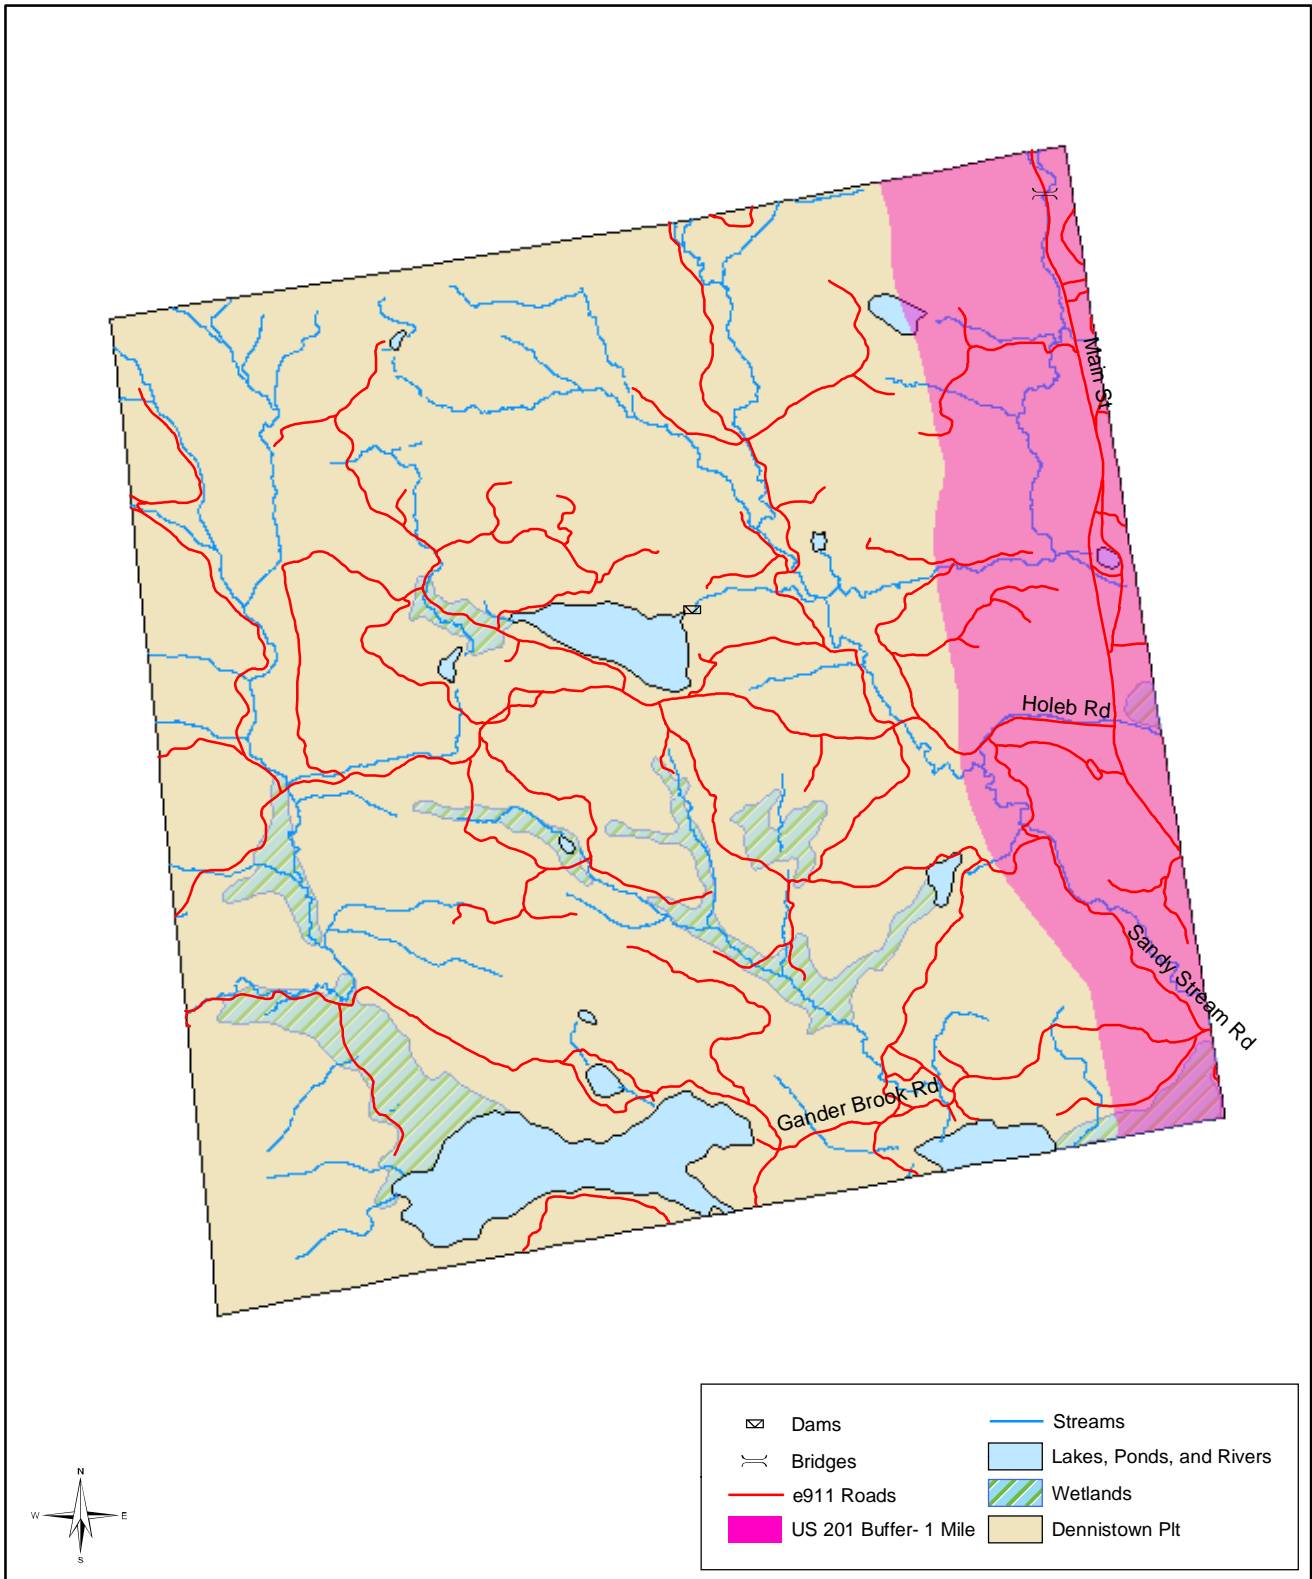 Main St
Holeb Rd
Sandy Stream Rd
Gander Brook Rd
Dams
Bridges
e911 Roads
US 201 Buffer- 1 Mile
Streams
Lakes, Ponds, and Rivers
Wetlands
Dennistown Plt
N
W E
S